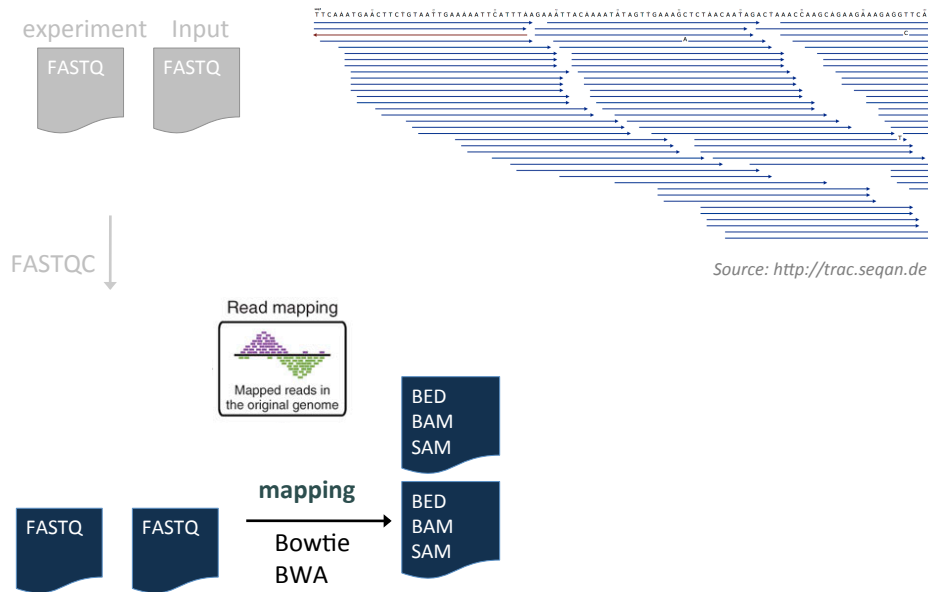 experiment Input
FASTQ FASTQ
TTCAAATGAACTTCTGTAATTGAAAAATTCATTTAAGAAATTACAAAATATAGTTGAAAGCTCTAACAATAGACTAAACCAAGCAGAAGAAAGAGGTTCA
A
C
T
FASTQC
Source: http://trac.seqan.de
Read mapping
Mapped reads in
the original genome
BED
BAM
SAM
mapping
BED
BAM
SAM
FASTQ FASTQ
Bowtie
BWA